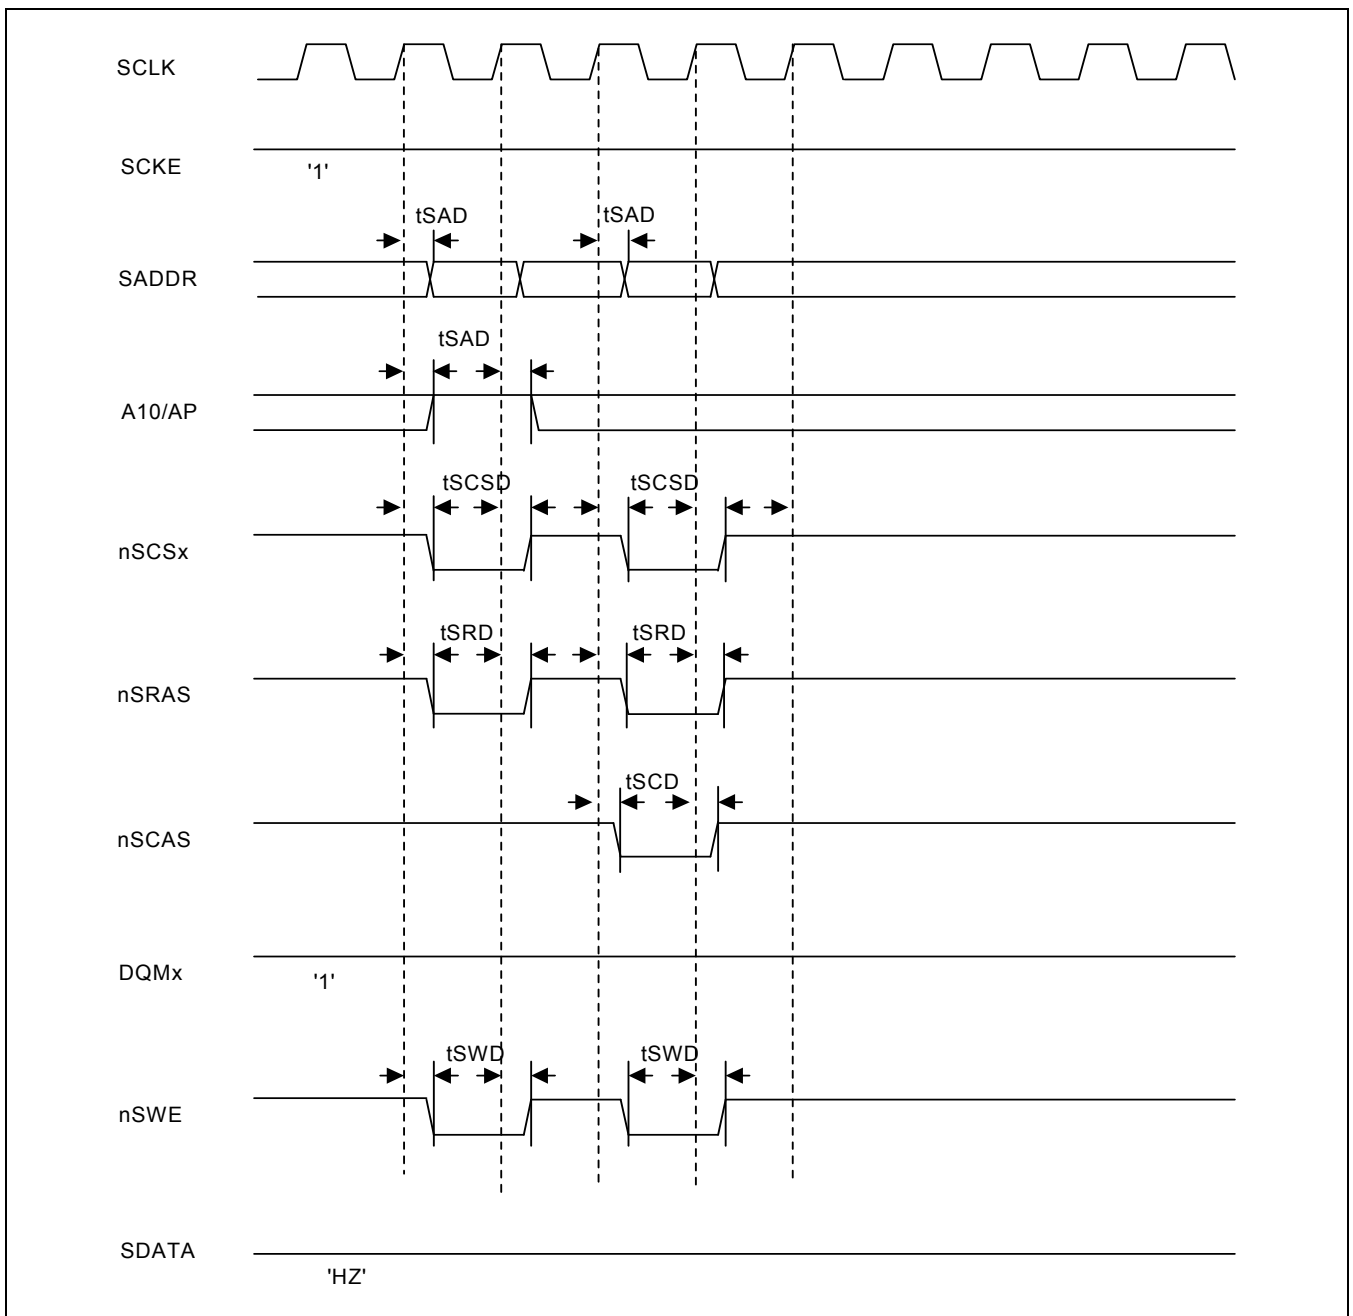 SCLK
SCKE
'1'
tSAD
tSAD
SADDR
tSAD
A10/AP
tSCSD
tSCSD
nSCSx
tSRD
tSRD
nSRAS
tSCD
nSCAS
DQMx
'1'
tSWD
tSWD
nSWE
SDATA
'HZ'